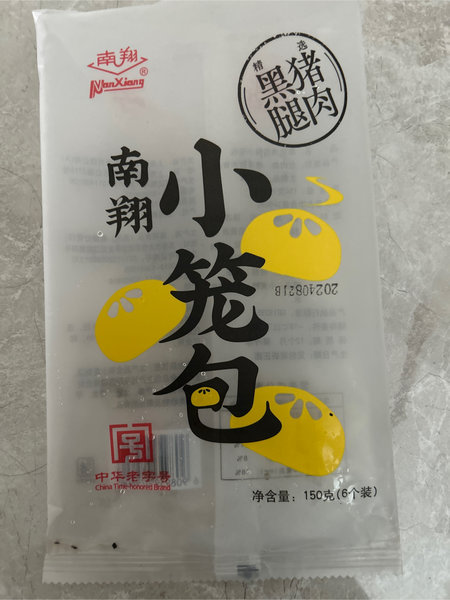 南翔
NanXiang®
精选
黑猪
腿肉
南翔
小笼包
20240821B
中华老字号
China Time-honored Brand
净含量：150克(6个装)